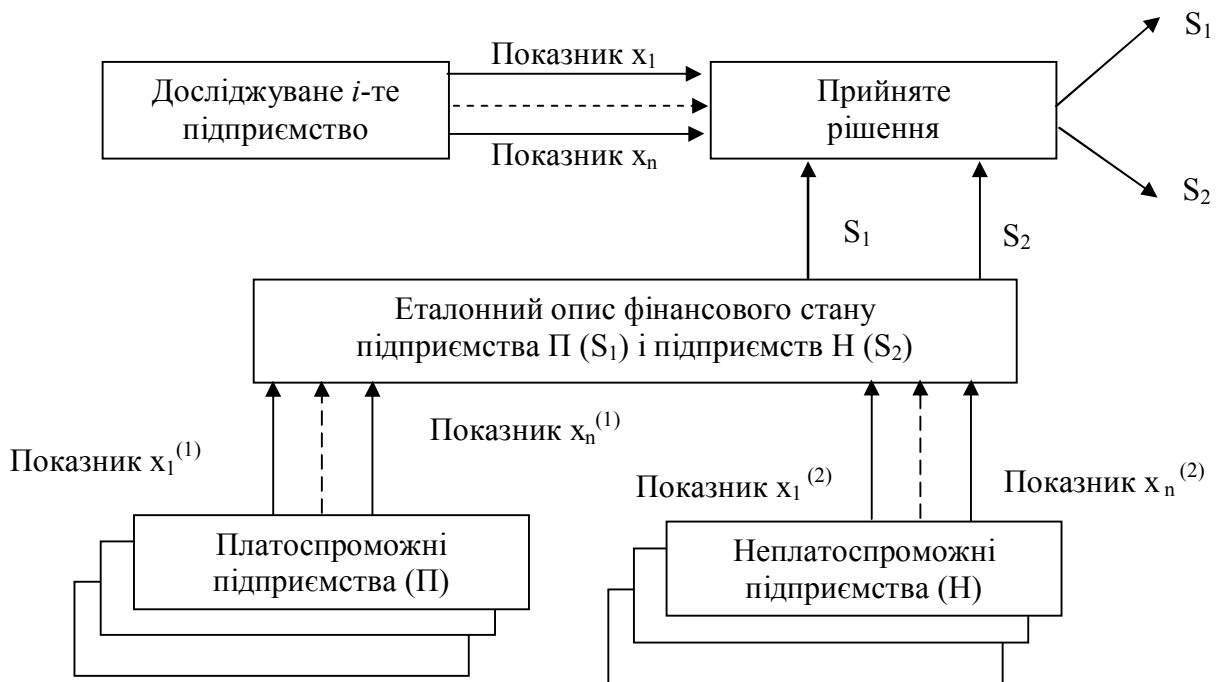 Показник x₁
S₁
Досліджуване i-те
підприємство
Прийняте
рішення
Показник xₙ
S₂
S₁
S₂
Еталонний опис фінансового стану
підприємства П (S₁) і підприємств Н (S₂)
Показник x₁⁽¹⁾
Показник xₙ⁽¹⁾
Показник x₁ ⁽²⁾
Показник x ₙ ⁽²⁾
Платоспроможні
підприємства (П)
Неплатоспроможні
підприємства (Н)